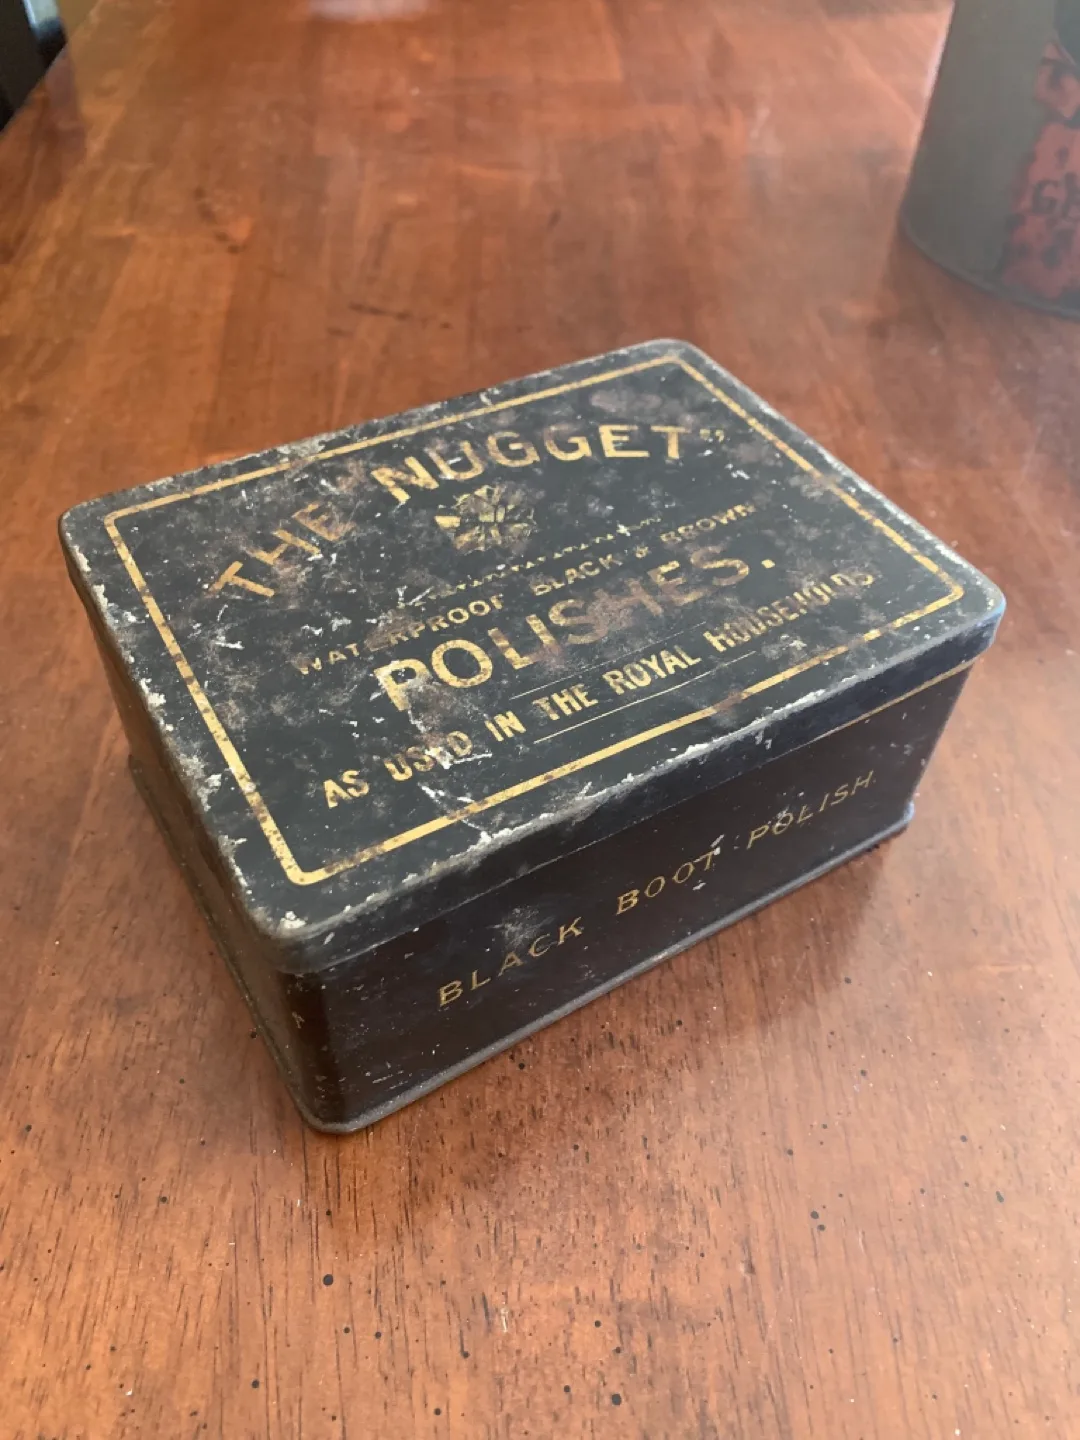 THE NUGGET"
WATERPROOF BLACK & BROWN
POLISHES.
AS USED IN THE ROYAL HOUSEHOLDS
BLACK BOOT POLISH